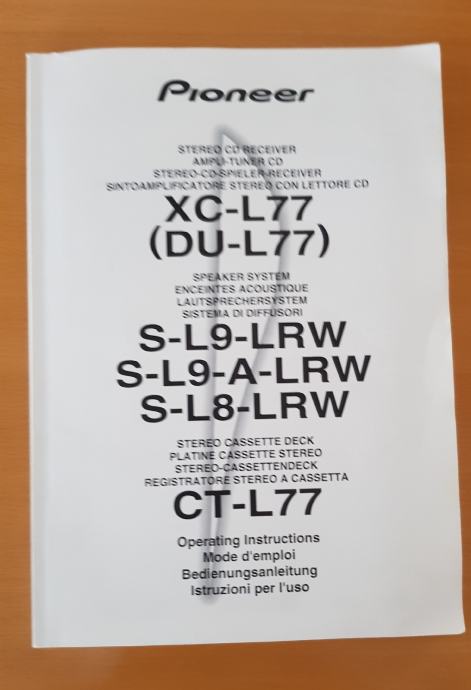 Pioneer
STEREO CD RECEIVER
AMPLI-TUNER CD
STEREO-CD-SPIELER-RECEIVER
SINTOAMPLIFICATORE STEREO CON LETTORE CD
XC-L77
(DU-L77)
SPEAKER SYSTEM
ENCEINTES ACOUSTIQUE
LAUTSPRECHERSYSTEM
SISTEMA DI DIFFUSORI
S-L9-LRW
S-L9-A-LRW
S-L8-LRW
STEREO CASSETTE DECK
PLATINE CASSETTE STEREO
STEREO-CASSETTENDECK
REGISTRATORE STEREO A CASSETTA
CT-L77
Operating Instructions
Mode d'emploi
Bedienungsanleitung
Istruzioni per l'uso